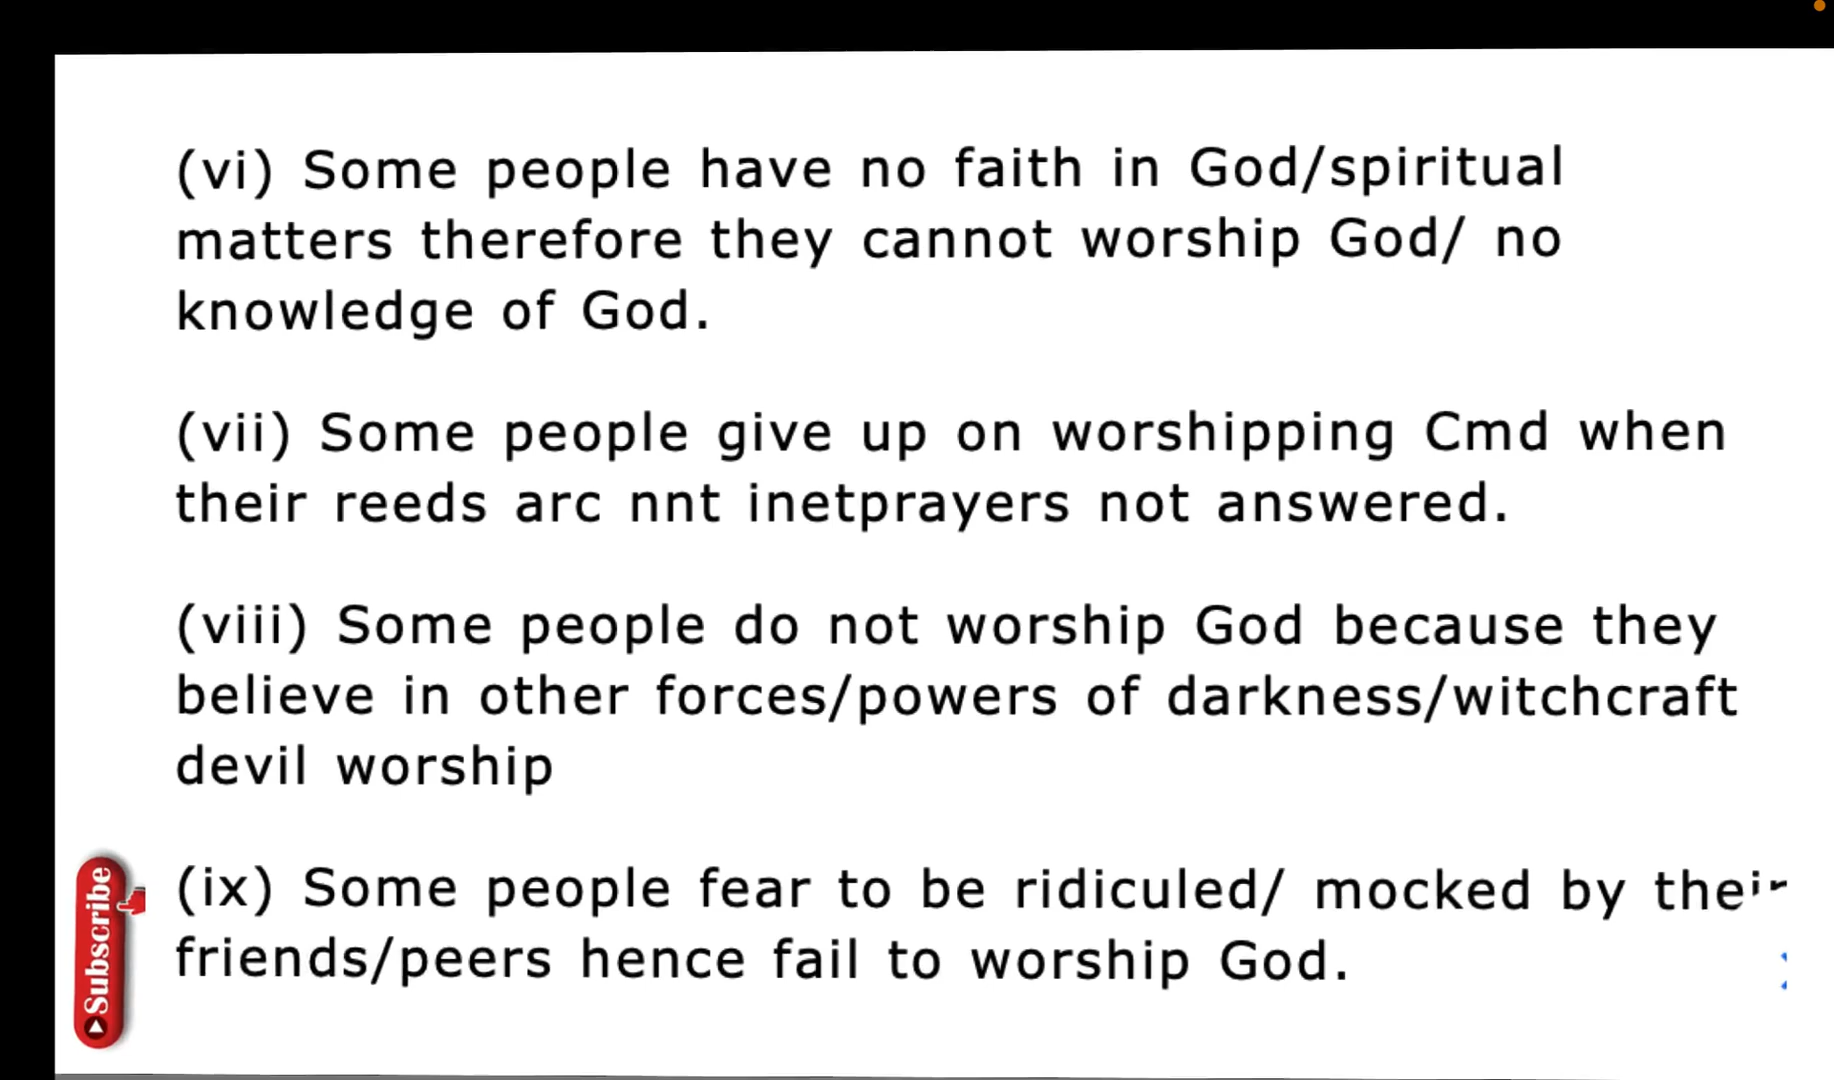 (vi) Some people have no faith in God/spiritual
matters therefore they cannot worship God/ no
knowledge of God.
(vii) Some people give up on worshipping Cmd when
their reeds arc nnt inetprayers not answered.
(viii) Some people do not worship God because they
believe in other forces/powers of darkness/witchcraft
devil worship
(ix) Some people fear to be ridiculed/ mocked by their
friends/peers hence fail to worship God.
Subscribe